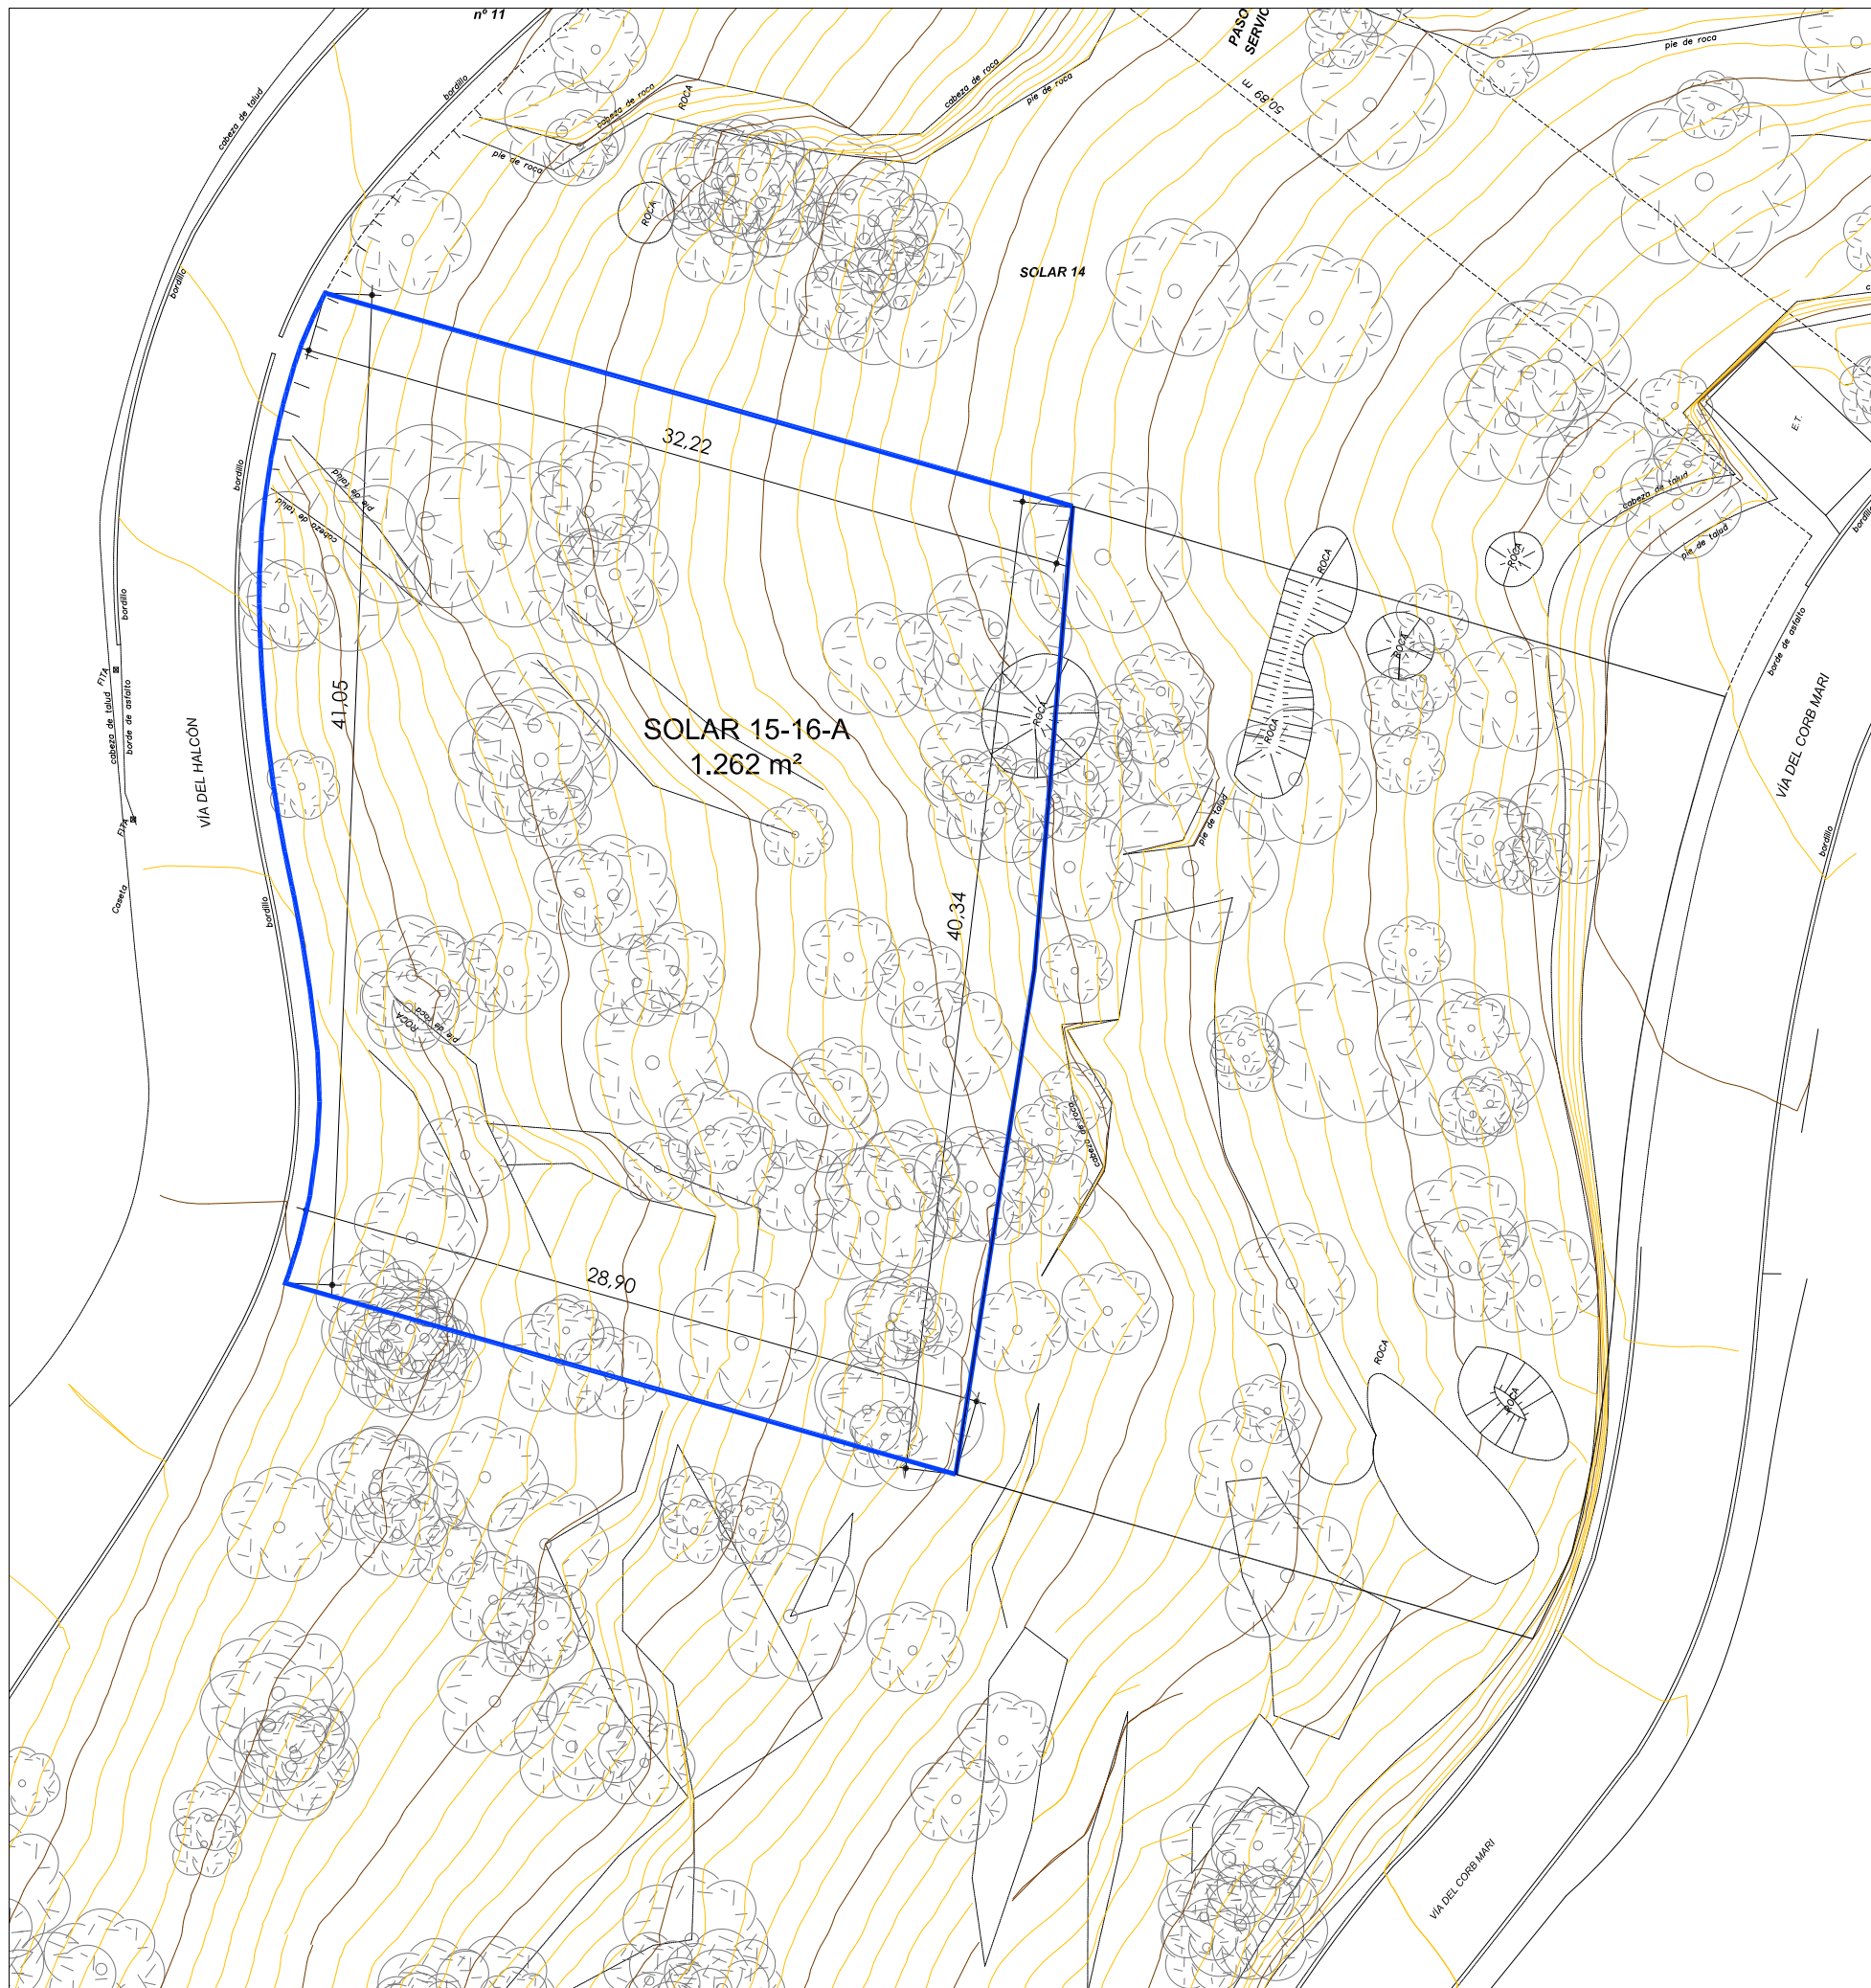 nº 11
PASO
SERVIC
pie de roca
bordillo
cabeza de talud
cabeza de roca
ROCA
cabeza de roca
pie de roca
50,89 m
pie de roca
ROCA
SOLAR 14
bordillo
32,22
E.T.
bordillo
pie de talud
cabeza de talud
cabeza de talud
pie de talud
bordillo
ROCA
ROCA
ROCA
bordillo
borde de asfalto
FITA
cabeza de talud
borde de asfalto
41,05
SOLAR 15-16-A
1.262 m²
ROCA
ROCA
VÍA DEL HALCÓN
VÍA DEL CORB MARI
FITA
pie de talud
bordillo
Caseta
bordillo
40,34
ROCA
pie de roca
cabeza de roca
28,90
ROCA
ROCA
VÍA DEL CORB MARI